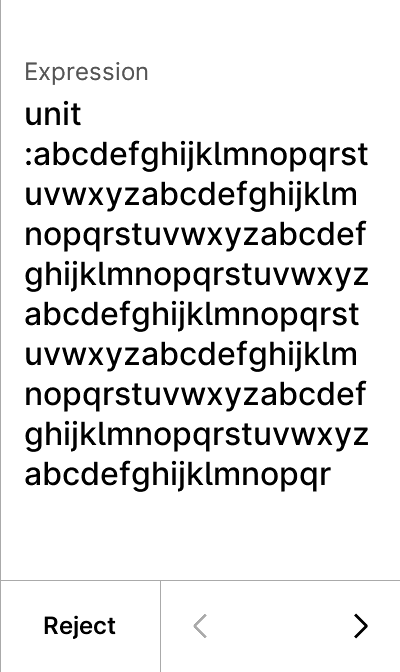 Expression
unit
:abcdefghijklmnopqrst
uvwxyzabcdefghijklm
nopqrstuvwxyzabcdef
ghijklmnopqrstuvwxyz
abcdefghijklmnopqrst
uvwxyzabcdefghijklm
nopqrstuvwxyzabcdef
ghijklmnopqrstuvwxyz
abcdefghijklmnopqr
Reject